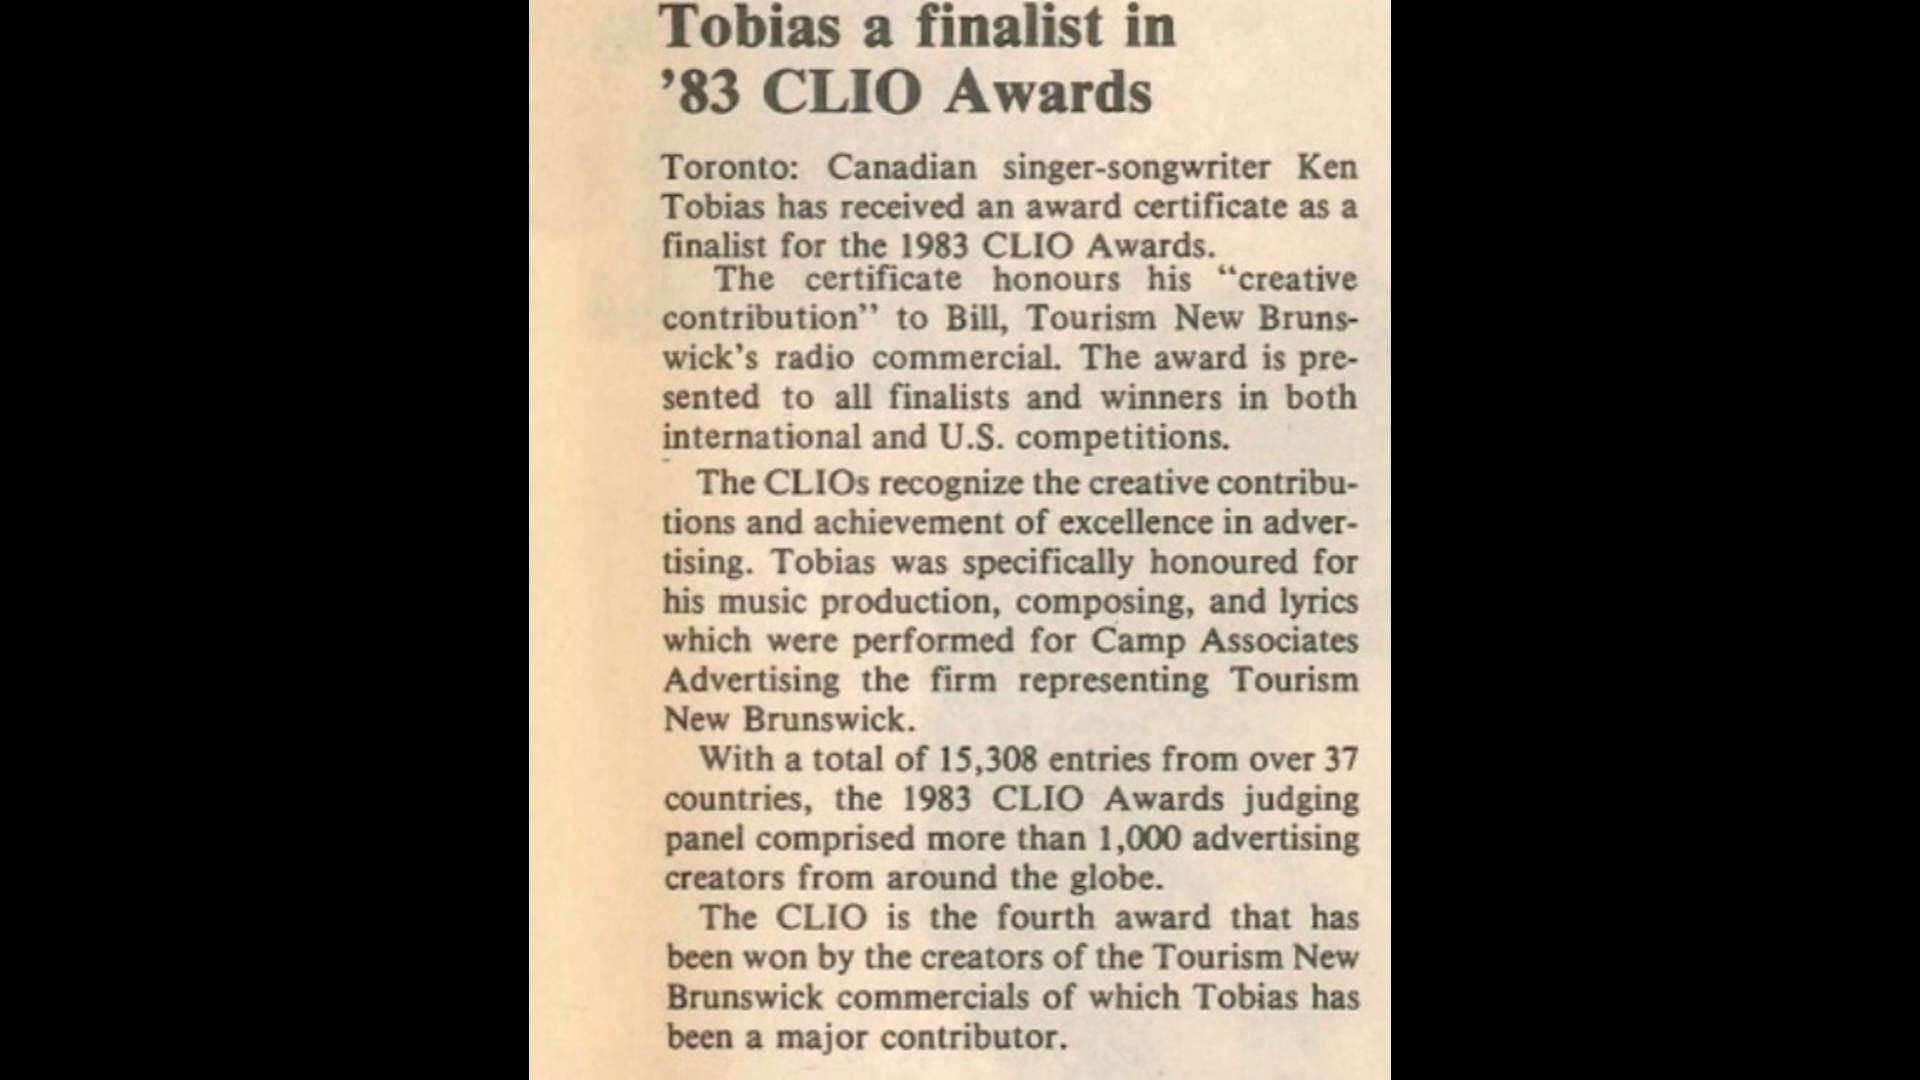 Tobias a finalist in
’83 CLIO Awards
Toronto: Canadian singer-songwriter Ken
Tobias has received an award certificate as a
finalist for the 1983 CLIO Awards.
The certificate honours his “creative
contribution” to Bill, Tourism New Bruns-
wick’s radio commercial. The award is pre-
sented to all finalists and winners in both
international and U.S. competitions.
The CLIOs recognize the creative contribu-
tions and achievement of excellence in adver-
tising. Tobias was specifically honoured for
his music production, composing, and lyrics
which were performed for Camp Associates
Advertising the firm representing Tourism
New Brunswick.
With a total of 15,308 entries from over 37
countries, the 1983 CLIO Awards judging
panel comprised more than 1,000 advertising
creators from around the globe.
The CLIO is the fourth award that has
been won by the creators of the Tourism New
Brunswick commercials of which Tobias has
been a major contributor.